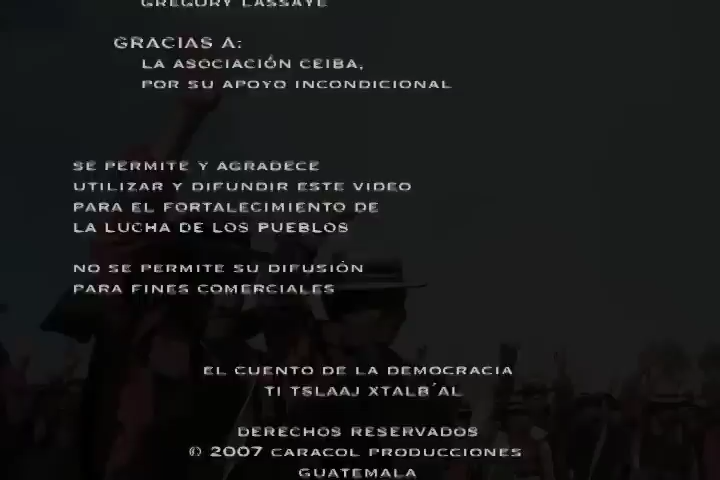 GREGORY LASSAYE
GRACIAS A:
LA ASOCIACIÓN CEIBA,
POR SU APOYO INCONDICIONAL
SE PERMITE Y AGRADECE
UTILIZAR Y DIFUNDIR ESTE VIDEO
PARA EL FORTALECIMIENTO DE
LA LUCHA DE LOS PUEBLOS
NO SE PERMITE SU DIFUSIÓN
PARA FINES COMERCIALES
EL CUENTO DE LA DEMOCRACIA
TI TSLAAJ XTALB´AL
DERECHOS RESERVADOS
© 2007 CARACOL PRODUCCIONES
GUATEMALA